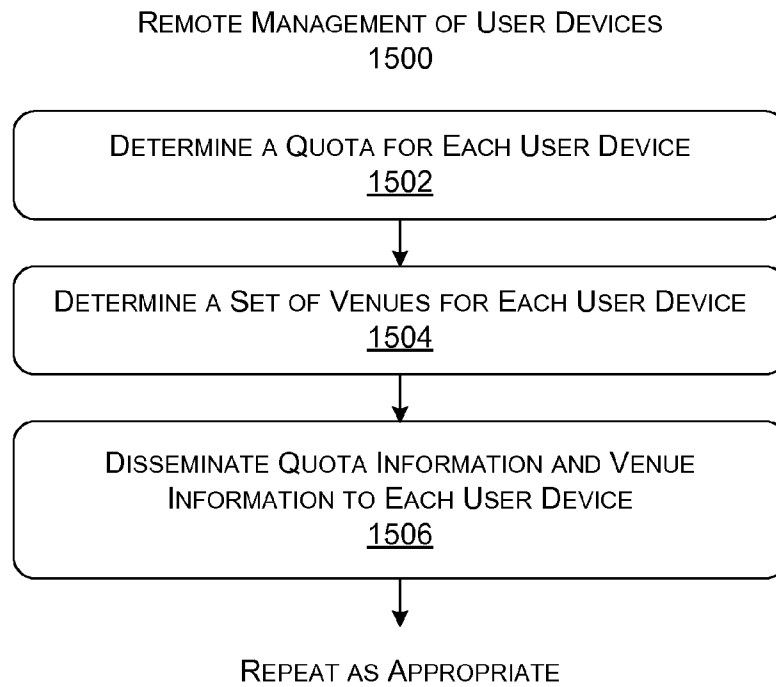 REMOTE MANAGEMENT OF USER DEVICES
1500
DETERMINE A QUOTA FOR EACH USER DEVICE
1502
DETERMINE A SET OF VENUES FOR EACH USER DEVICE
1504
DISSEMINATE QUOTA INFORMATION AND VENUE
INFORMATION TO EACH USER DEVICE
1506
REPEAT AS APPROPRIATE